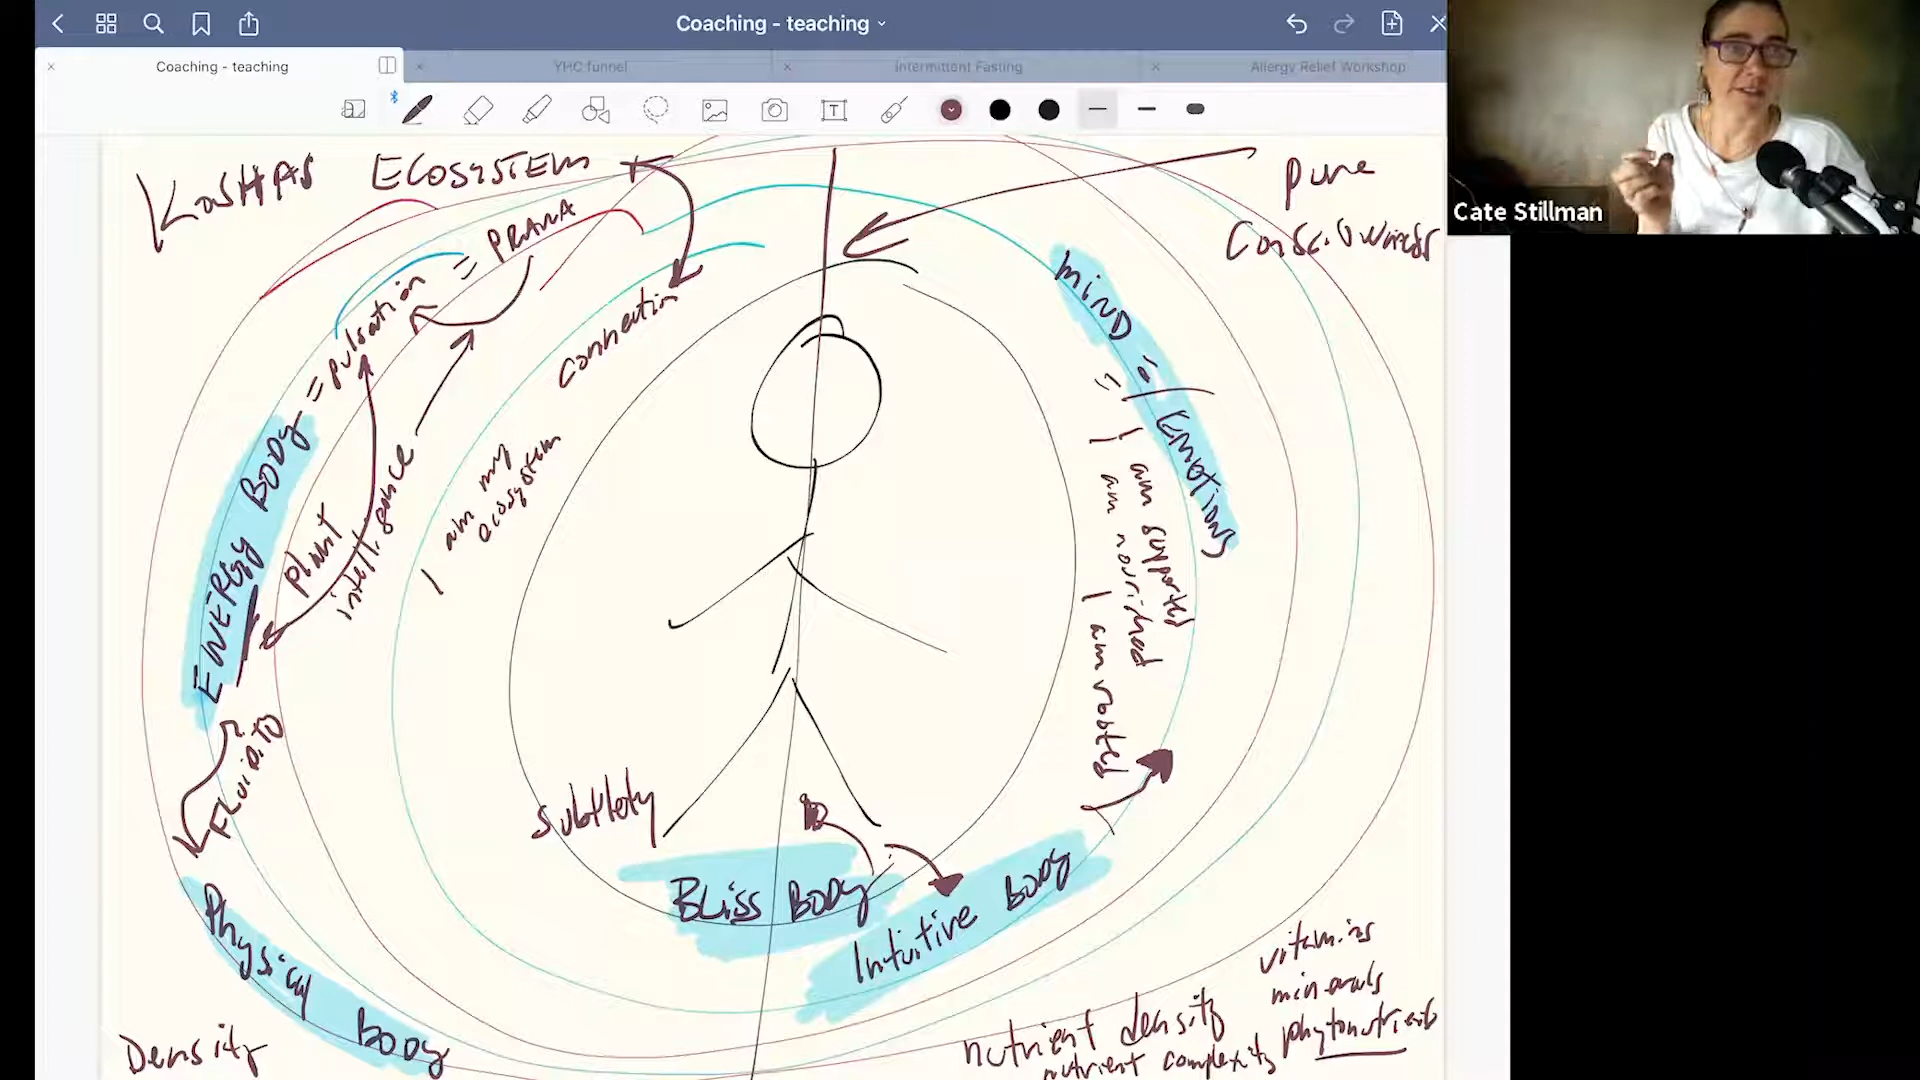 Coaching - teaching
Coaching - teaching
YHC funnel
Intermittent Fasting
Allergy Relief Workshop
Cate Stillman
KOSHAS ECOSYSTEM
Pure
Consciousness
ENERGY BODY = pulsation = PRANA
connection
MIND = EMOTIONS
plant
intelligence
I am my
ecosystem
= I am supported
am nourished
I am rooted
FLUIDITY
subtlety
BLISS BODY
Intuitive BODY
Physical BODY
Density
vitamins
minerals
phytonutrients
nutrient density
nutrient complexity